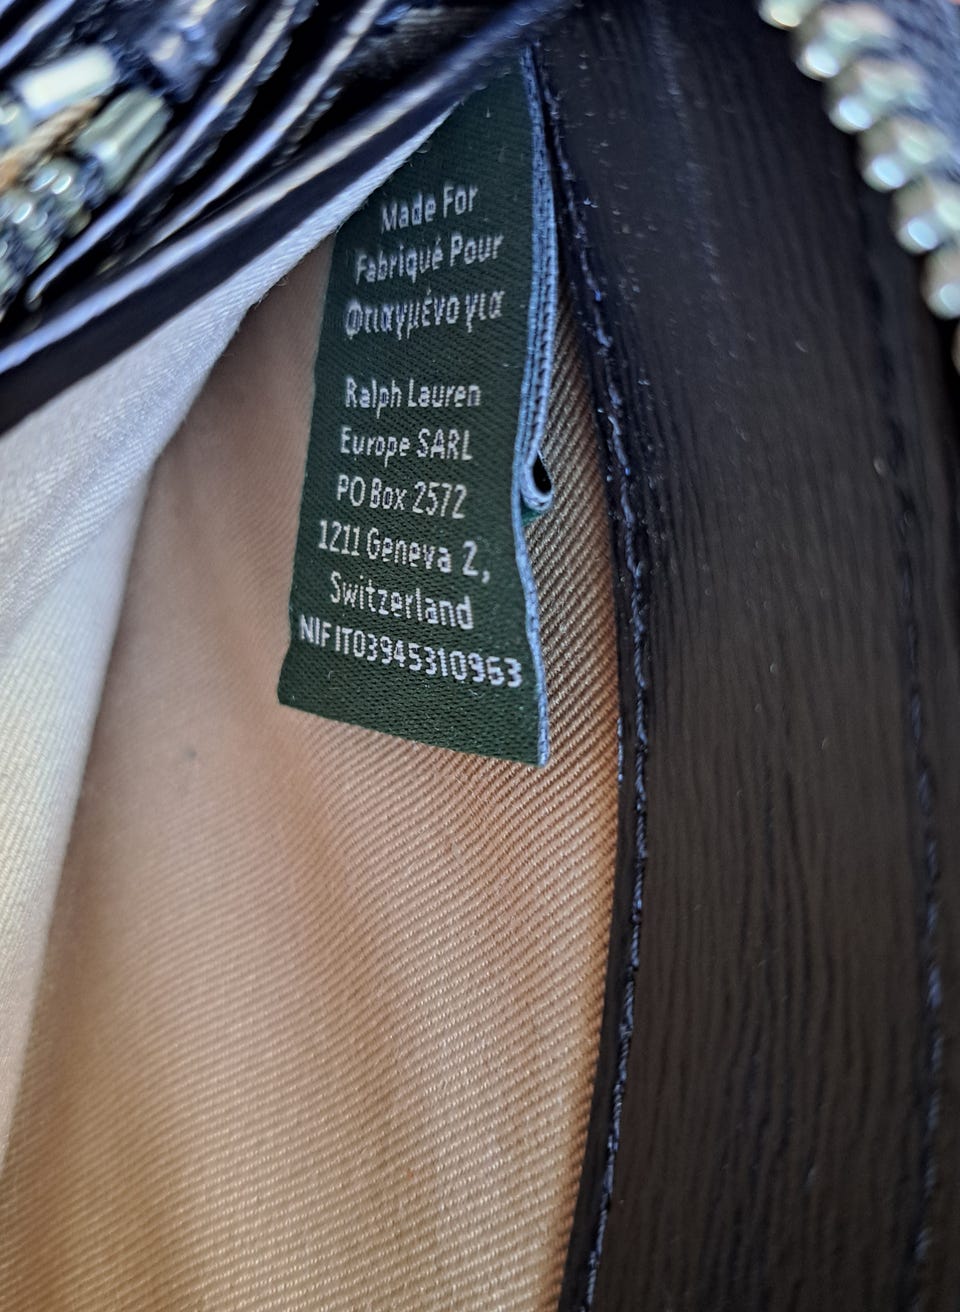 Made For
Fabriqué Pour
Φτιαγμένο για
Ralph Lauren
Europe SARL
PO Box 2572
1211 Geneva 2,
Switzerland
NIF IT03945310963